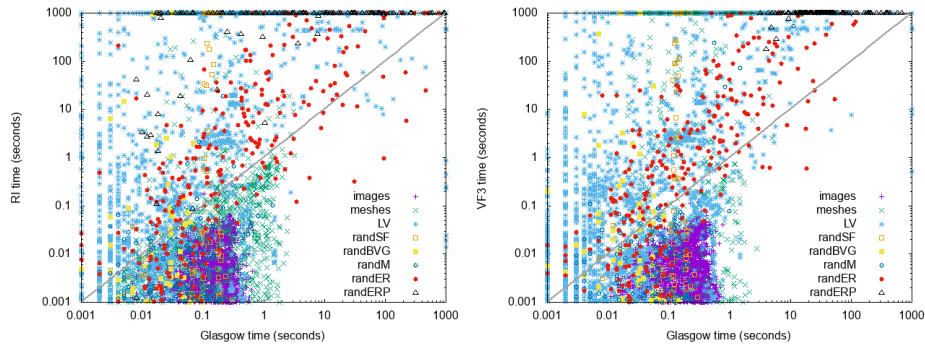 RI time (seconds)
1000
100
10
1
0.1
0.01
0.001
0.001 0.01 0.1 1 10 100 1000
Glasgow time (seconds)
images
meshes
LV
randSF
randBVG
randM
randER
randERP
VF3 time (seconds)
1000
100
10
1
0.1
0.01
0.001
0.001 0.01 0.1 1 10 100 1000
Glasgow time (seconds)
images
meshes
LV
randSF
randBVG
randM
randER
randERP